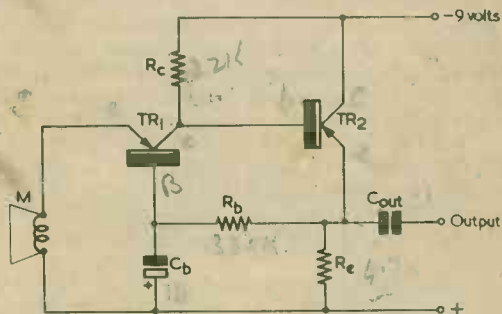 -9 volts
Rc
TR1
TR2
M
Rb
Cout
Output
Cb
+
Re
+
β